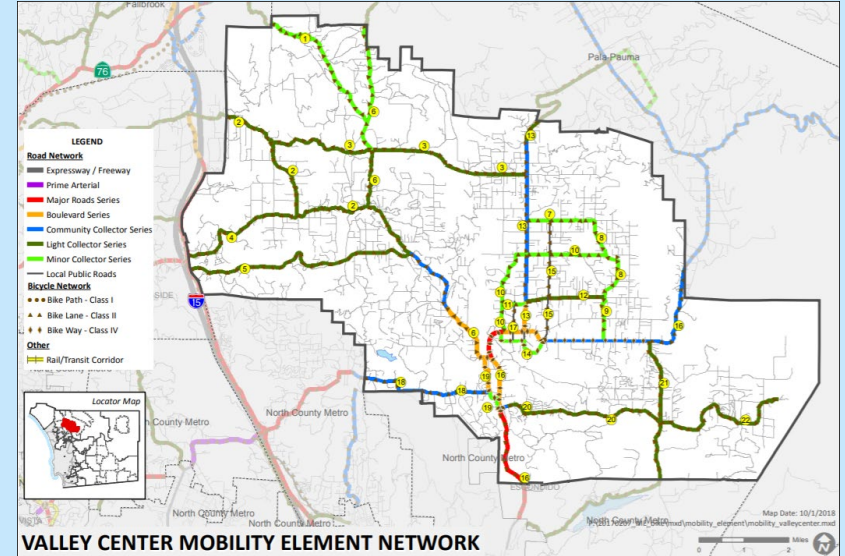 Fallbrook
76
Pala-Pauma
LEGEND
Road Network
Expressway / Freeway
Prime Arterial
Major Roads Series
Boulevard Series
Community Collector Series
Light Collector Series
Minor Collector Series
Local Public Roads
Bicycle Network
Bike Path - Class I
Bike Lane - Class II
Bike Way - Class IV
Other
Rail/Transit Corridor
Locator Map
SIDE
15
North County Metro
North County Metro
North County Metro
North County Metro
North County Metro
North County Metro
ESCONDIDO
VISTA
1
6
2
3
3
3
13
2
6
2
4
5
7
13
8
10
15
8
10
11
12
9
10
17
13
15
14
16
6
19
16
18
18
19
20
20
21
22
16
Map Date: 10/1/2018
mxd\mobility_element\mobility_valleycenter.mxd
0 1 2 Miles
N
VALLEY CENTER MOBILITY ELEMENT NETWORK